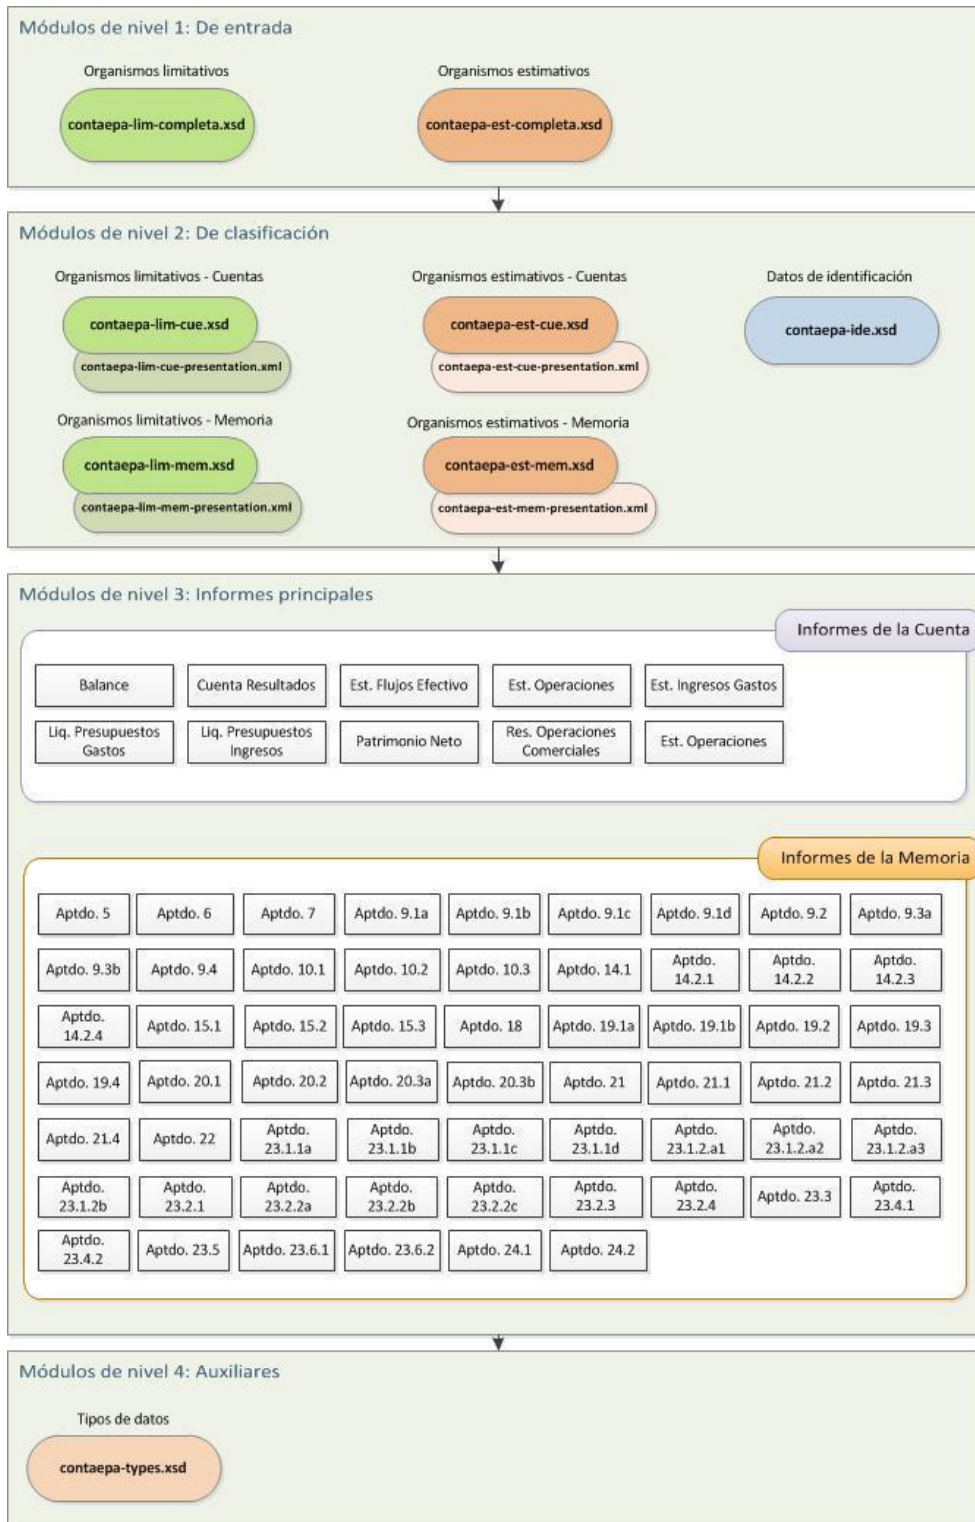 Módulos de nivel 1: De entrada
Organismos limitativos
Organismos estimativos
contaepa-lim-completa.xsd
contaepa-est-completa.xsd
Módulos de nivel 2: De clasificación
Organismos limitativos - Cuentas
Organismos estimativos - Cuentas
Datos de identificación
contaepa-lim-cue.xsd
contaepa-est-cue.xsd
contaepa-ide.xsd
contaepa-lim-cue-presentation.xml
contaepa-est-cue-presentation.xml
Organismos limitativos - Memoria
Organismos estimativos - Memoria
contaepa-lim-mem.xsd
contaepa-est-mem.xsd
contaepa-lim-mem-presentation.xml
contaepa-est-mem-presentation.xml
Módulos de nivel 3: Informes principales
Informes de la Cuenta
Balance
Cuenta Resultados
Est. Flujos Efectivo
Est. Operaciones
Est. Ingresos Gastos
Liq. Presupuestos
Gastos
Liq. Presupuestos
Ingresos
Patrimonio Neto
Res. Operaciones
Comerciales
Est. Operaciones
Informes de la Memoria
Aptdo. 5
Aptdo. 6
Aptdo. 7
Aptdo. 9.1a
Aptdo. 9.1b
Aptdo. 9.1c
Aptdo. 9.1d
Aptdo. 9.2
Aptdo. 9.3a
Aptdo. 9.3b
Aptdo. 9.4
Aptdo. 10.1
Aptdo. 10.2
Aptdo. 10.3
Aptdo. 14.1
Aptdo.
14.2.1
Aptdo.
14.2.2
Aptdo.
14.2.3
Aptdo.
14.2.4
Aptdo. 15.1
Aptdo. 15.2
Aptdo. 15.3
Aptdo. 18
Aptdo. 19.1a
Aptdo. 19.1b
Aptdo. 19.2
Aptdo. 19.3
Aptdo. 19.4
Aptdo. 20.1
Aptdo. 20.2
Aptdo. 20.3a
Aptdo. 20.3b
Aptdo. 21
Aptdo. 21.1
Aptdo. 21.2
Aptdo. 21.3
Aptdo. 21.4
Aptdo. 22
Aptdo.
23.1.1a
Aptdo.
23.1.1b
Aptdo.
23.1.1c
Aptdo.
23.1.1d
Aptdo.
23.1.2.a1
Aptdo.
23.1.2.a2
Aptdo.
23.1.2.a3
Aptdo.
23.1.2b
Aptdo.
23.2.1
Aptdo.
23.2.2a
Aptdo.
23.2.2b
Aptdo.
23.2.2c
Aptdo.
23.2.3
Aptdo.
23.2.4
Aptdo. 23.3
Aptdo.
23.4.1
Aptdo.
23.4.2
Aptdo. 23.5
Aptdo. 23.6.1
Aptdo. 23.6.2
Aptdo. 24.1
Aptdo. 24.2
Módulos de nivel 4: Auxiliares
Tipos de datos
contaepa-types.xsd